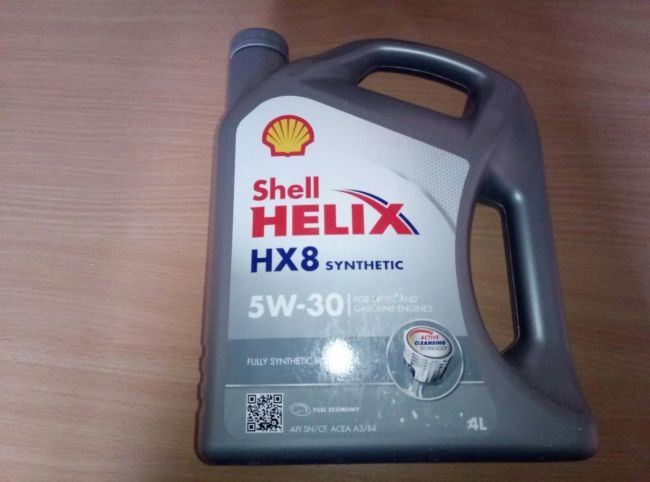 Shell
HELIX
HX8 SYNTHETIC
5W-30
FOR DIESEL AND
GASOLINE ENGINES
ACTIVE
CLEANSING
TECHNOLOGY
FULLY SYNTHETIC
FUEL ECONOMY
API SN/CF, ACEA A3/B4
4L